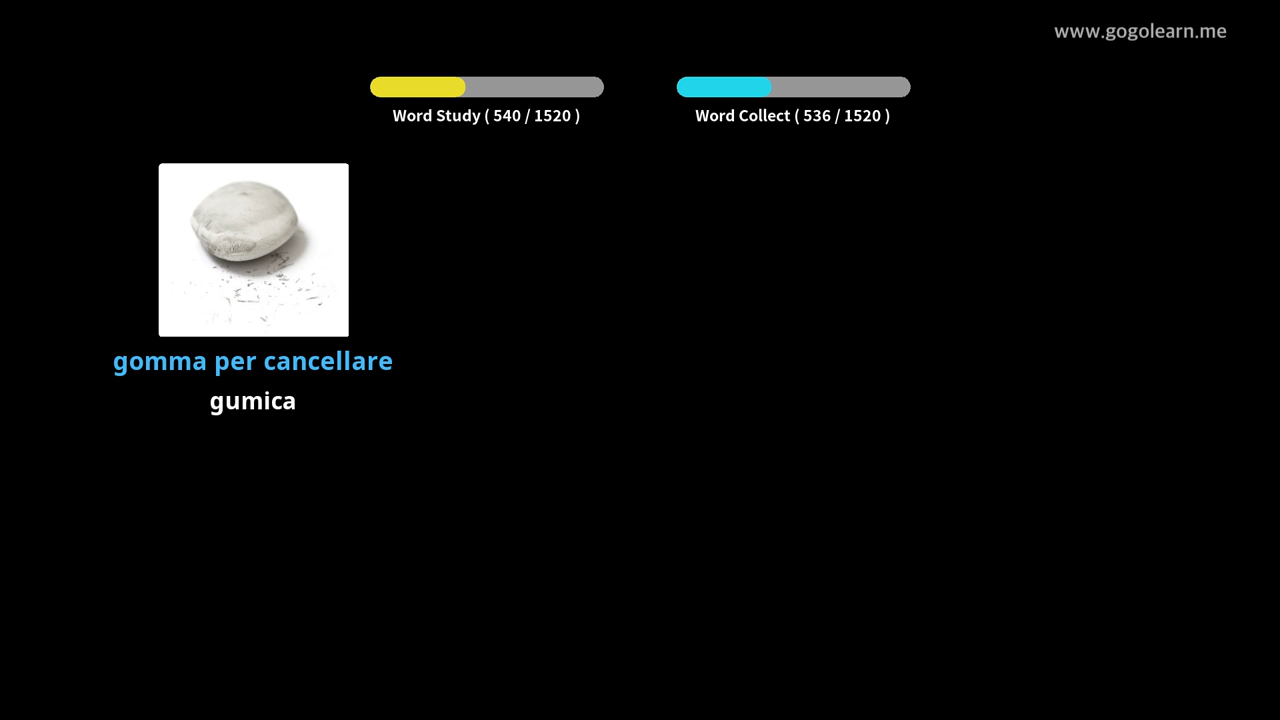 www.gogolearn.me
Word Study ( 540 / 1520 )
Word Collect ( 536 / 1520 )
gomma per cancellare
gumica